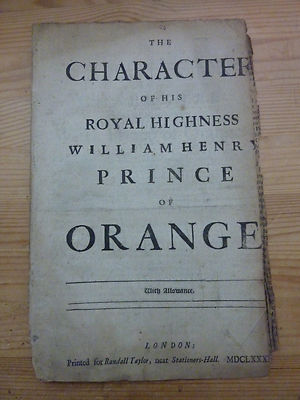 THE
CHARACTER
OF HIS
ROYAL HIGHNESS
WILLIAM HENRY
PRINCE
OF
ORANGE
With Allowance.
LONDON:
Printed for Randall Taylor, near Stationers-Hall. MDCLXXX